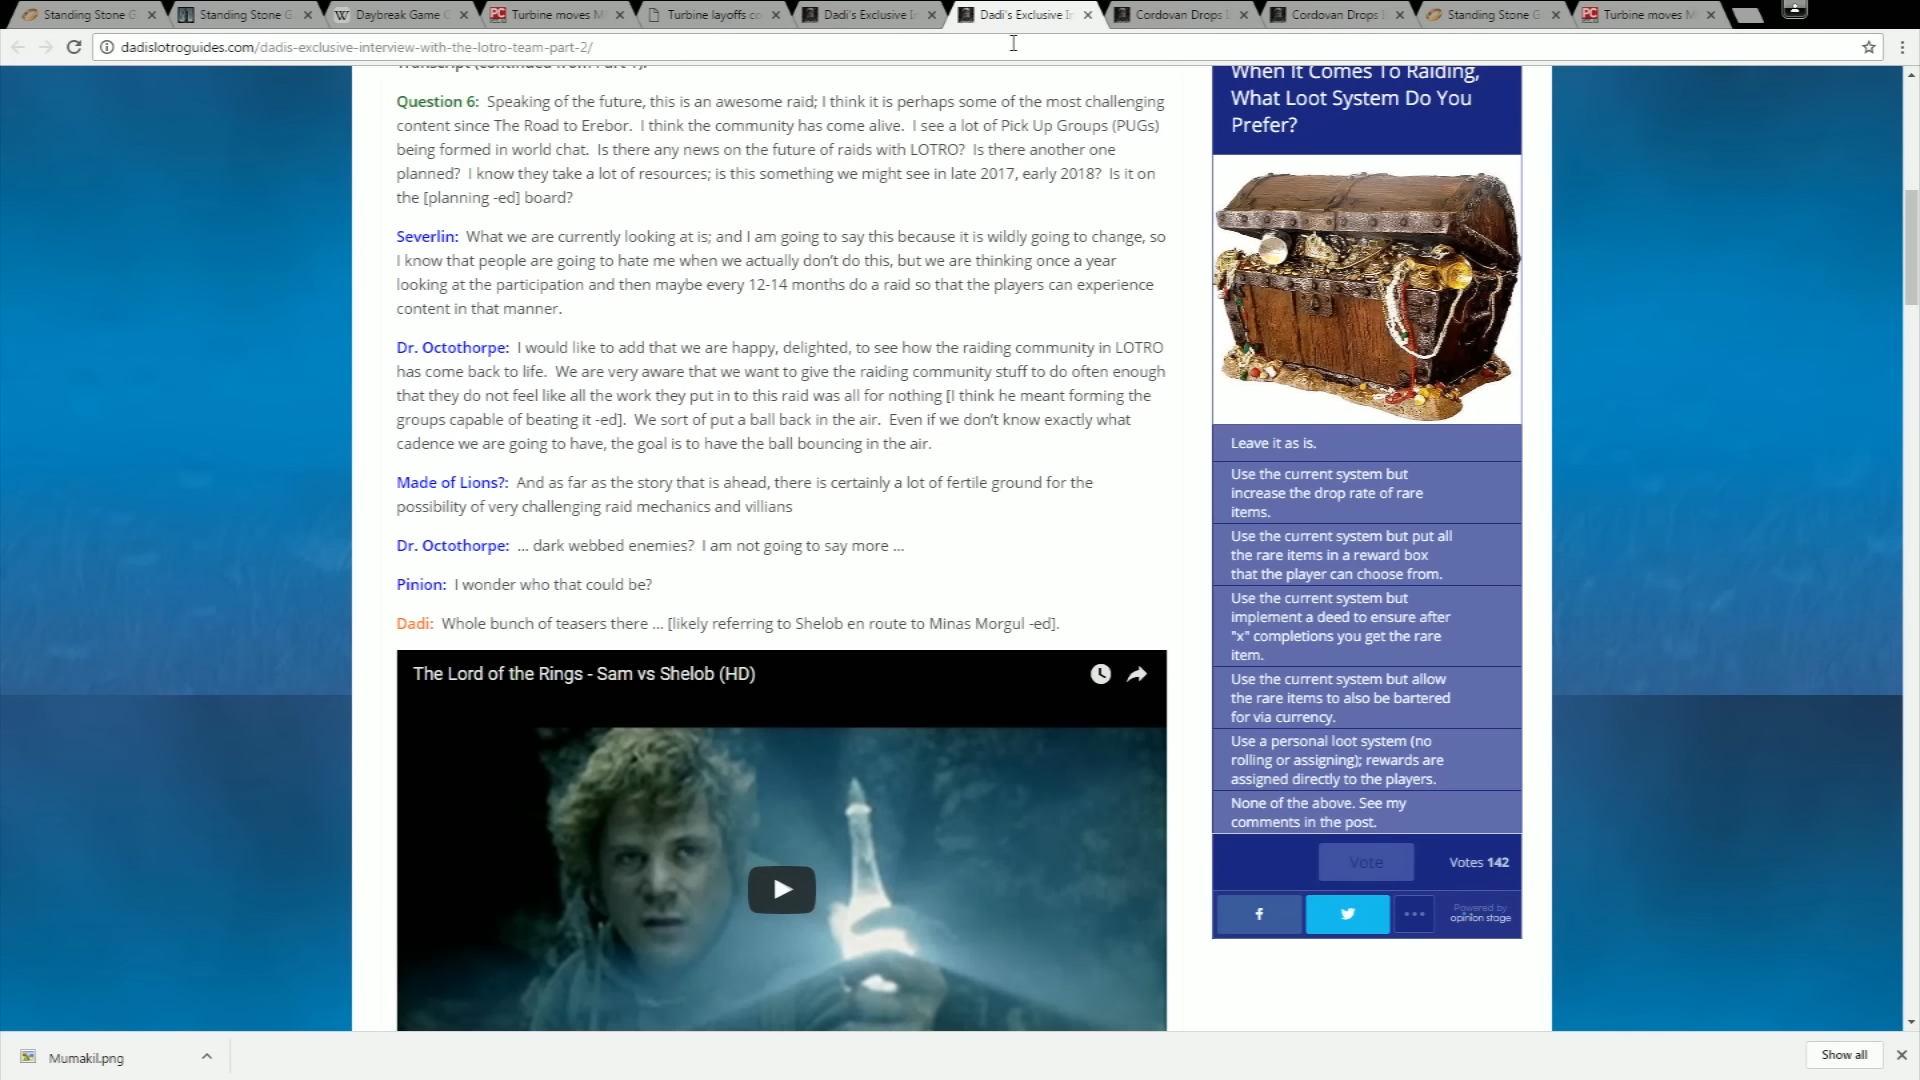 Standing Stone G
Standing Stone G
Daybreak Game C
Turbine moves M
Turbine layoffs co
Dadi's Exclusive In
Dadi's Exclusive In
Cordovan Drops
Cordovan Drops
Standing Stone G
Turbine moves M
dadislotroguides.com/dadis-exclusive-interview-with-the-lotro-team-part-2/
Question 6: Speaking of the future, this is an awesome raid; I think it is perhaps some of the most challenging
content since The Road to Erebor. I think the community has come alive. I see a lot of Pick Up Groups (PUGs)
being formed in world chat. Is there any news on the future of raids with LOTRO? Is there another one
planned? I know they take a lot of resources; is this something we might see in late 2017, early 2018? Is it on
the [planning -ed] board?
Severlin: What we are currently looking at is; and I am going to say this because it is wildly going to change, so
I know that people are going to hate me when we actually don't do this, but we are thinking once a year
looking at the participation and then maybe every 12-14 months do a raid so that the players can experience
content in that manner.
Dr. Octothorpe: I would like to add that we are happy, delighted, to see how the raiding community in LOTRO
has come back to life. We are very aware that we want to give the raiding community stuff to do often enough
that they do not feel like all the work they put in to this raid was all for nothing [I think he meant forming the
groups capable of beating it -ed]. We sort of put a ball back in the air. Even if we don't know exactly what
cadence we are going to have, the goal is to have the ball bouncing in the air.
Made of Lions?: And as far as the story that is ahead, there is certainly a lot of fertile ground for the
possibility of very challenging raid mechanics and villians
Dr. Octothorpe: ... dark webbed enemies? I am not going to say more ...
Pinion: I wonder who that could be?
Dadi: Whole bunch of teasers there ... [likely referring to Shelob en route to Minas Morgul -ed].
The Lord of the Rings - Sam vs Shelob (HD)
When It Comes To Raiding,
What Loot System Do You
Prefer?
Leave it as is.
Use the current system but
increase the drop rate of rare
items.
Use the current system but put all
the rare items in a reward box
that the player can choose from.
Use the current system but
implement a deed to ensure after
"x" completions you get the rare
item.
Use the current system but allow
the rare items to also be bartered
for via currency.
Use a personal loot system (no
rolling or assigning); rewards are
assigned directly to the players.
None of the above. See my
comments in the post.
Vote
Votes 142
Powered by
opinion stage
Mumakil.png
Show all